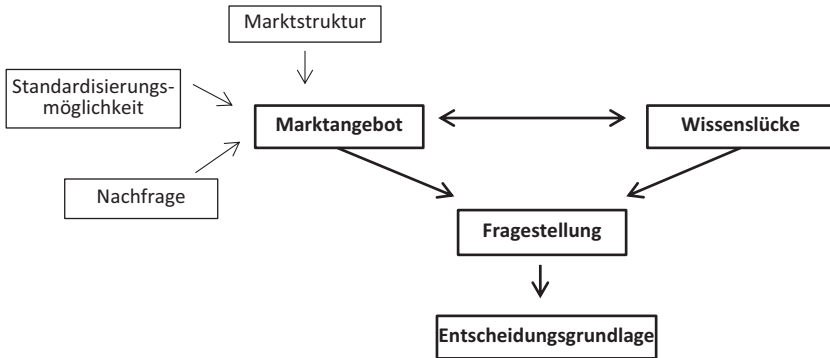 Marktstruktur
Standardisierungs-
möglichkeit
Marktangebot
Wissenslücke
Nachfrage
Fragestellung
Entscheidungsgrundlage